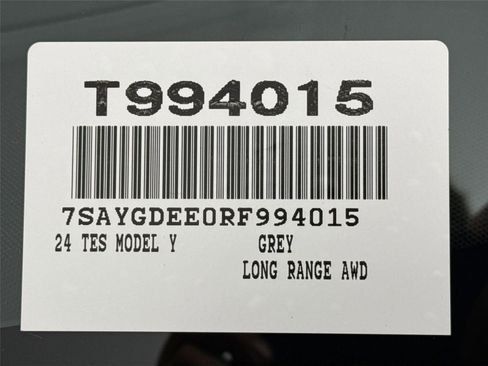 T994015
7SAYGDEE0RF994015
24 TES MODEL Y GREY
LONG RANGE AWD